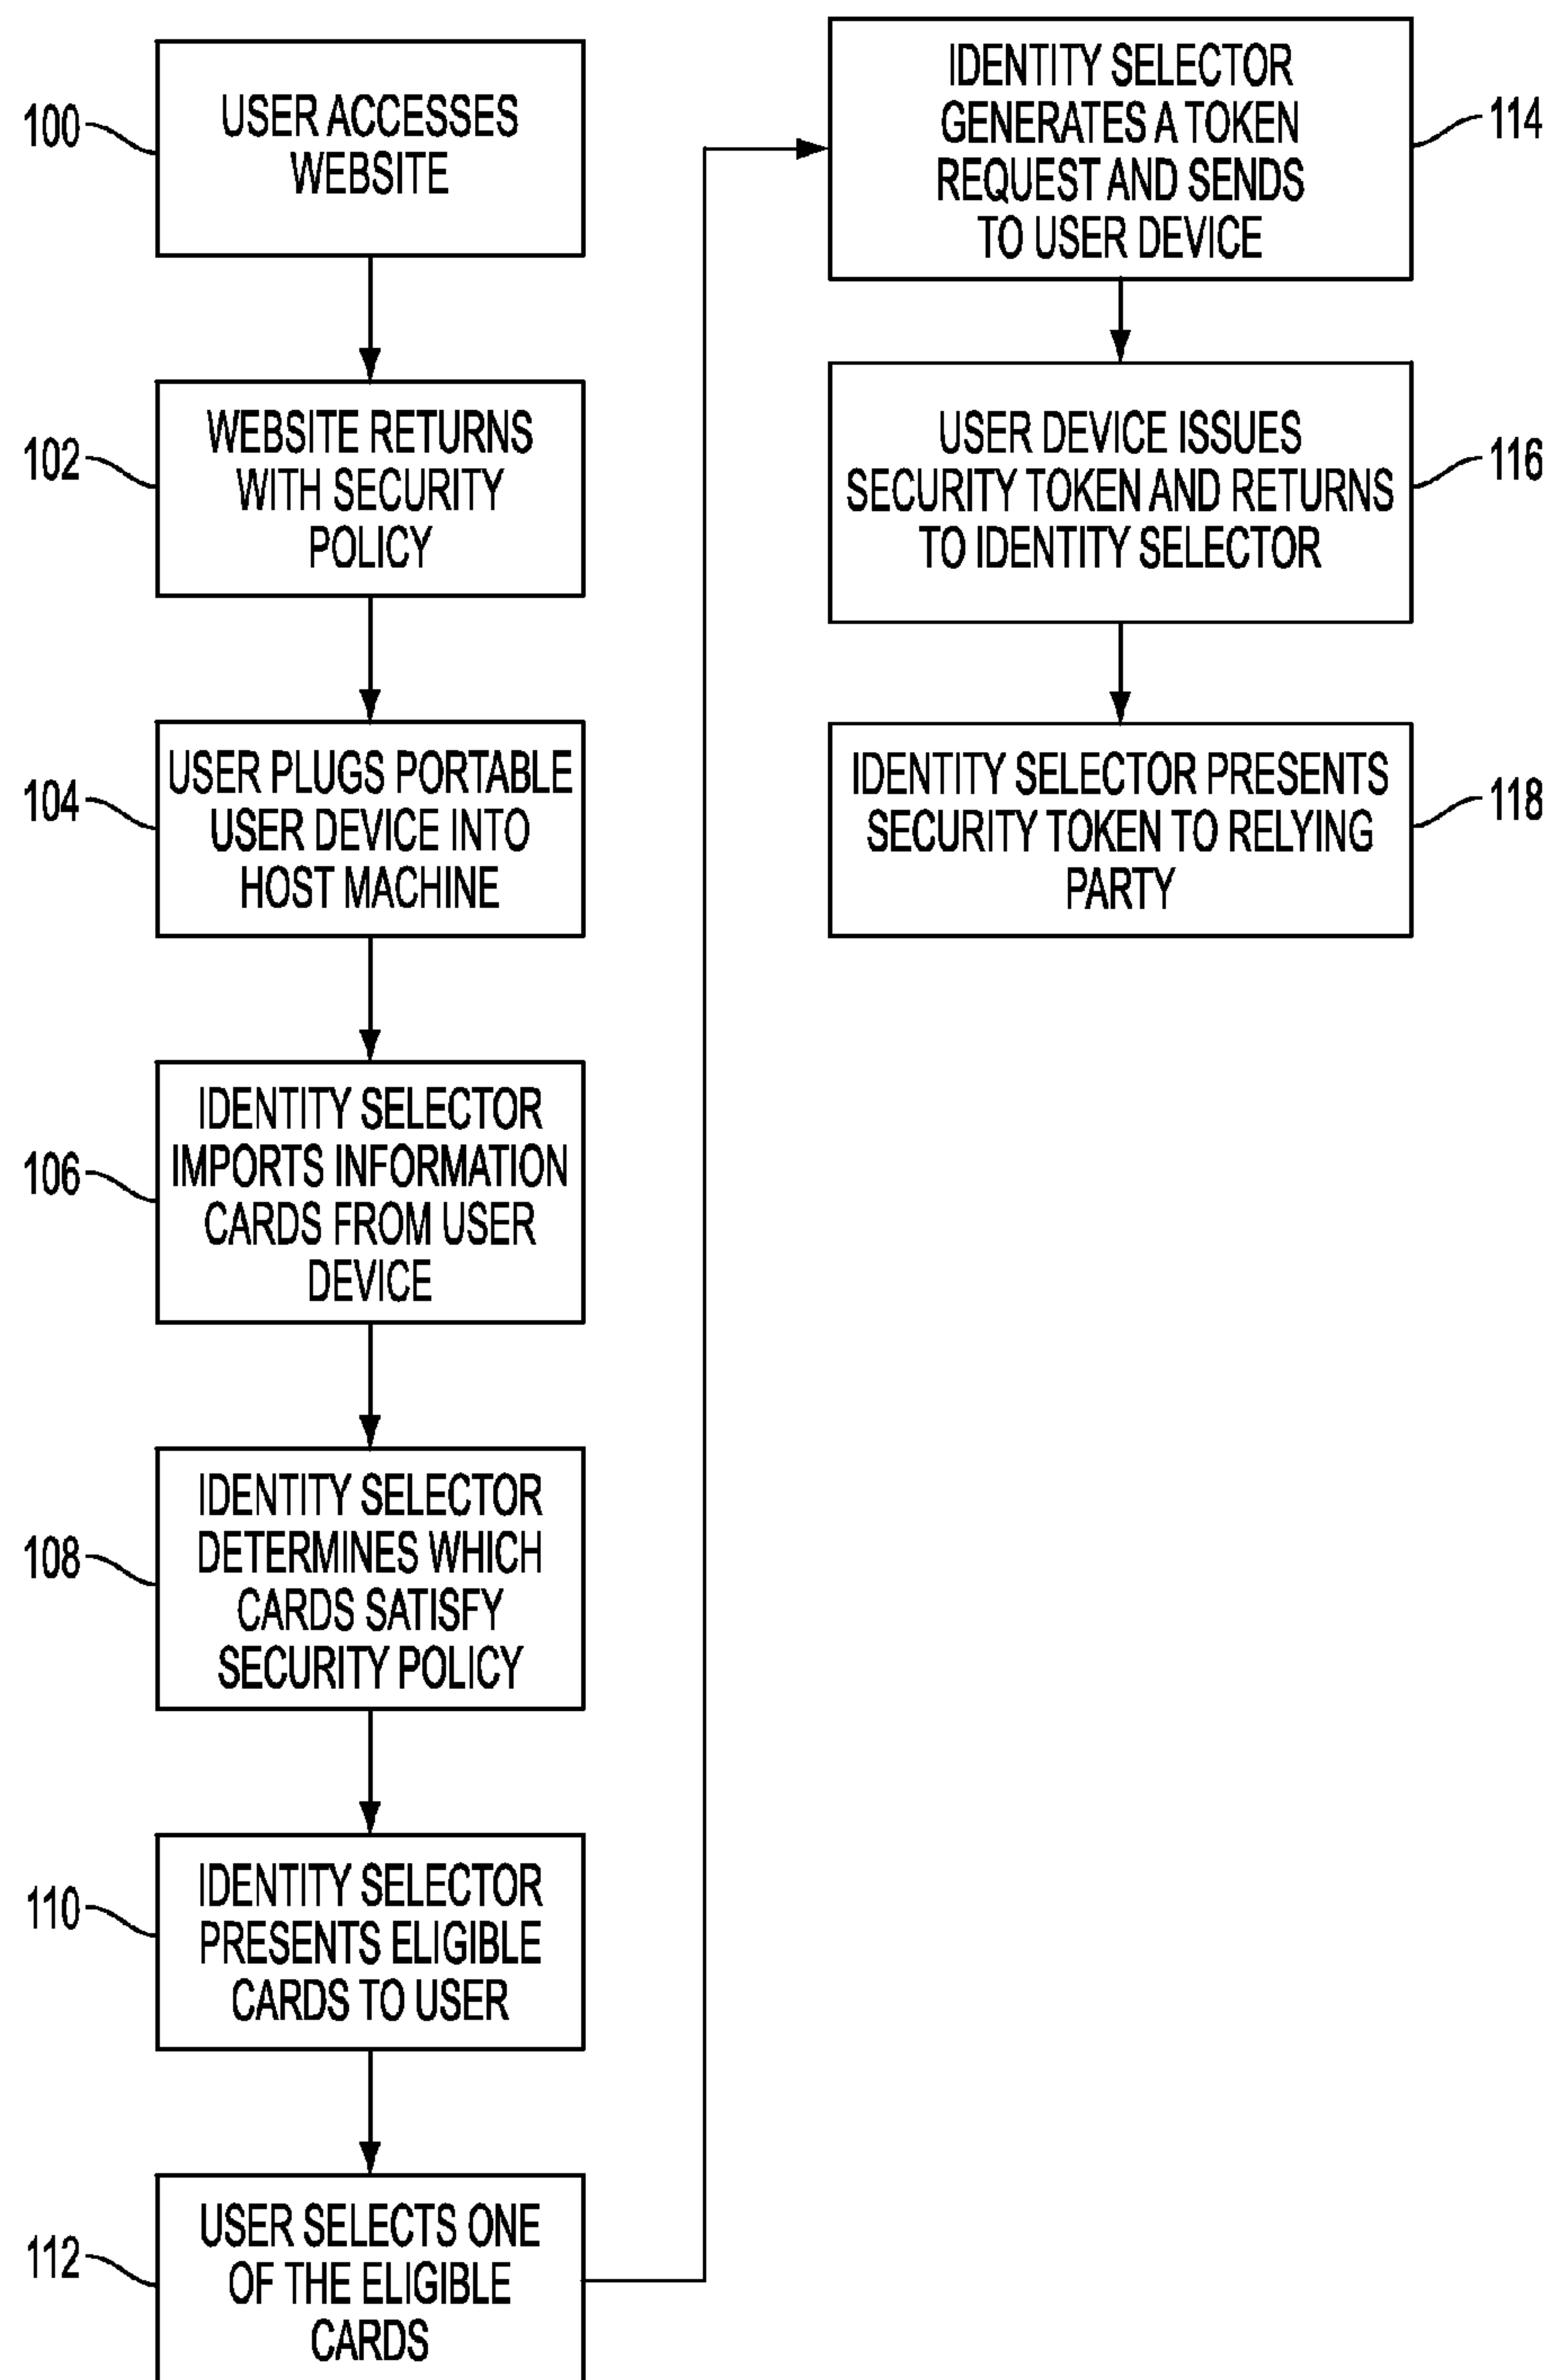 100
USER ACCESSES
WEBSITE
102
WEBSITE RETURNS
WITH SECURITY
POLICY
104
USER PLUGS PORTABLE
USER DEVICE INTO
HOST MACHINE
106
IDENTITY SELECTOR
IMPORTS INFORMATION
CARDS FROM USER
DEVICE
108
IDENTITY SELECTOR
DETERMINES WHICH
CARDS SATISFY
SECURITY POLICY
110
IDENTITY SELECTOR
PRESENTS ELIGIBLE
CARDS TO USER
112
USER SELECTS ONE
OF THE ELIGIBLE
CARDS
IDENTITY SELECTOR
GENERATES A TOKEN
REQUEST AND SENDS
TO USER DEVICE
114
USER DEVICE ISSUES
SECURITY TOKEN AND RETURNS
TO IDENTITY SELECTOR
116
IDENTITY SELECTOR PRESENTS
SECURITY TOKEN TO RELYING
PARTY
118